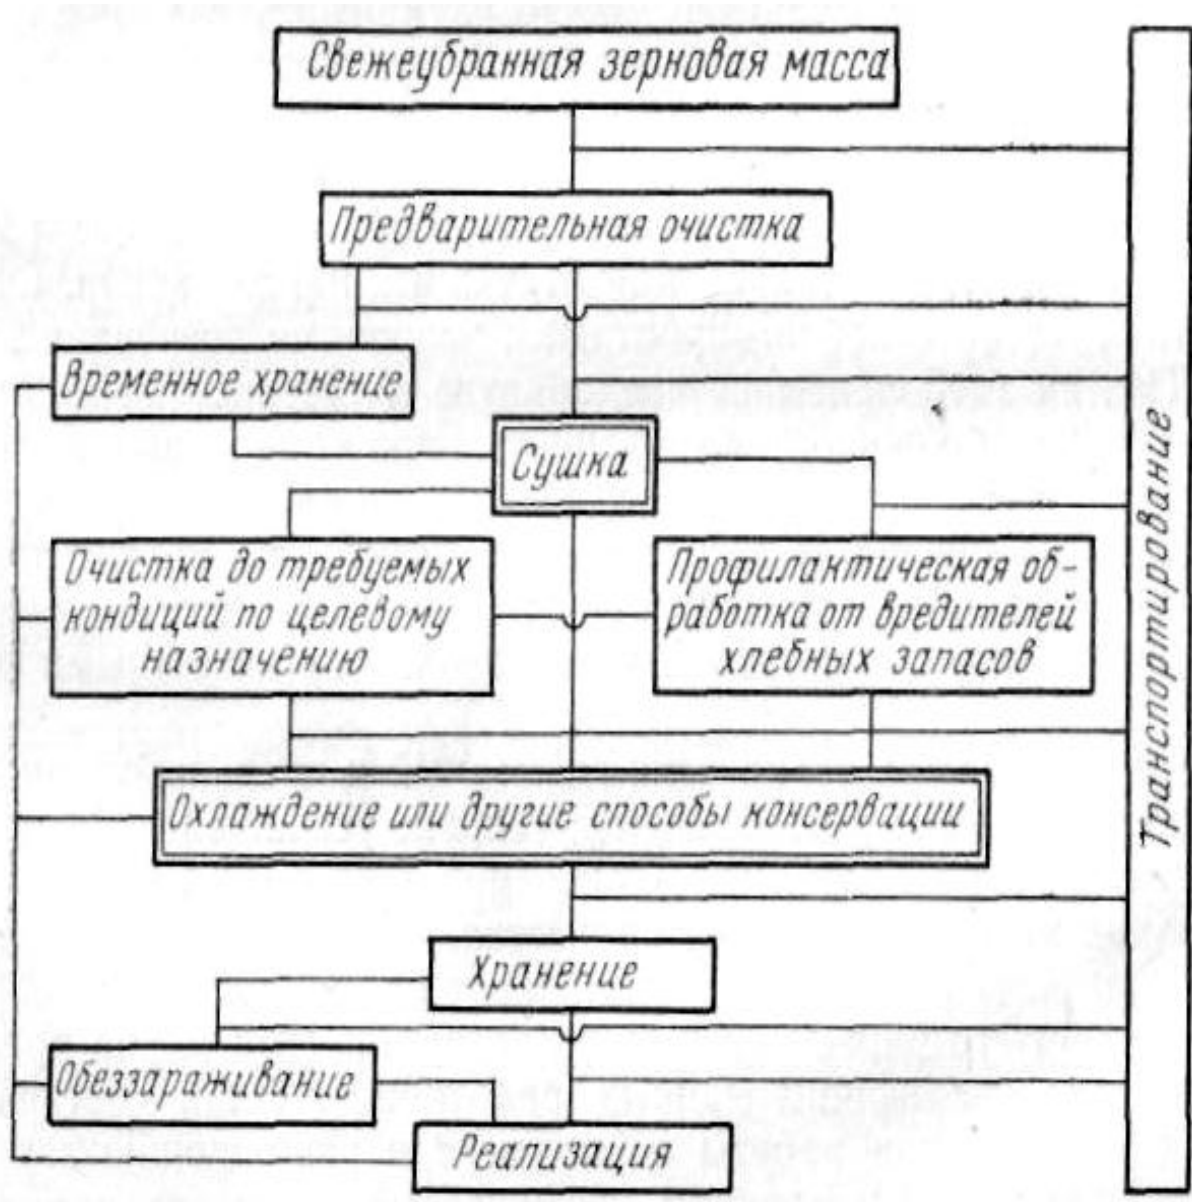 Свежеубранная зерновая масса
Предварительная очистка
Временное хранение
Сушка
Очистка до требуемых
кондиций по целевому
назначению
Профилактическая об-
работка от вредителей
хлебных запасов
Охлаждение или другие способы консервации
Хранение
Обеззараживание
Реализация
Транспортирование